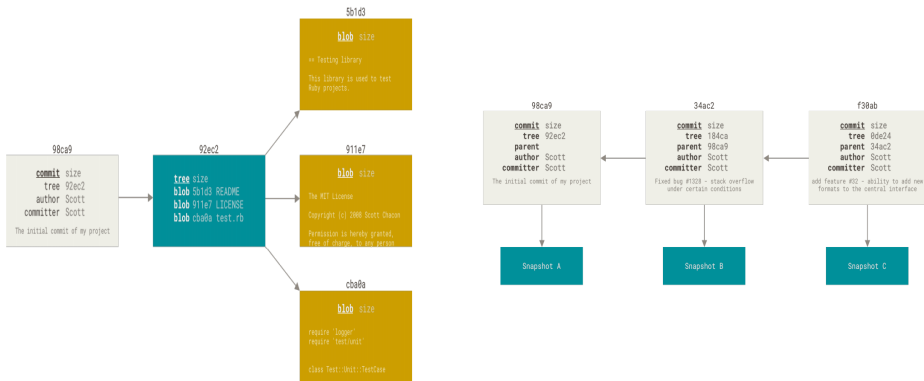 98ca9
commit size
tree 92ec2
author Scott
committer Scott
The initial commit of my project
92ec2
tree size
blob 5b1d3 README
blob 911e7 LICENSE
blob cba0a test.rb
5b1d3
blob size
== Testing library
This library is used to test
Ruby projects.
911e7
blob size
The MIT License
Copyright (c) 2008 Scott Chacon
Permission is hereby granted,
free of charge, to any person
cba0a
blob size
require 'logger'
require 'test/unit'
class Test::Unit::TestCase
98ca9
commit size
tree 92ec2
parent
author Scott
committer Scott
The initial commit of my project
Snapshot A
34ac2
commit size
tree 184ca
parent 98ca9
author Scott
committer Scott
Fixed bug #1328 - stack overflow
under certain conditions
Snapshot B
f30ab
commit size
tree 0de24
parent 34ac2
author Scott
committer Scott
add feature #32 - ability to add new
formats to the central interface
Snapshot C